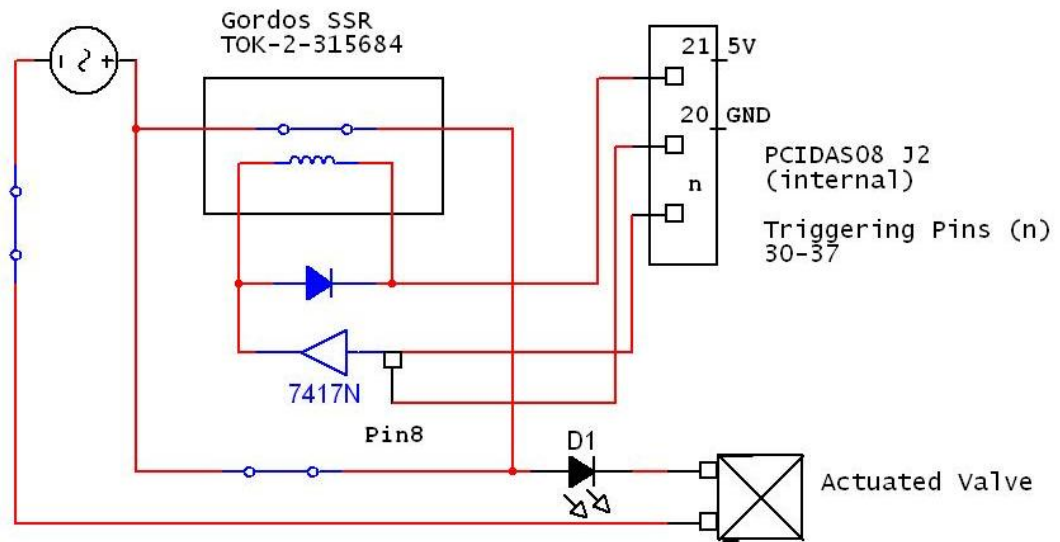 Gordos SSR
TOK-2-315684
21 5V
20 GND
n
PCIDAS08 J2
(internal)
Triggering Pins (n)
30-37
7417N
Pin8
D1
Actuated Valve